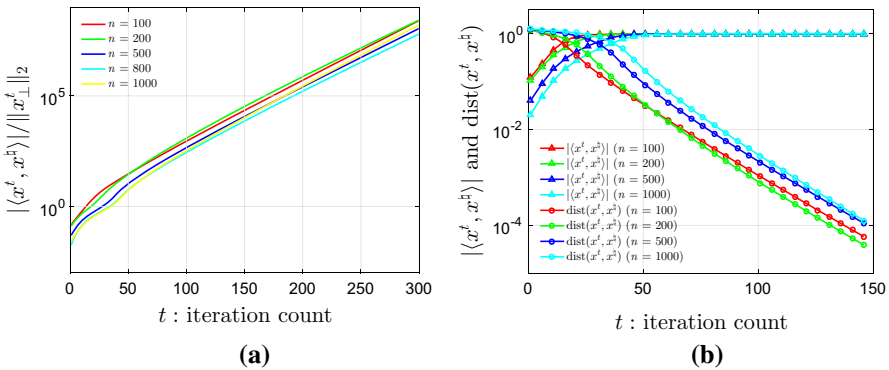 |⟨x^t, x^♮⟩|/‖x^t_⊥‖_2
n = 100
n = 200
n = 500
n = 800
n = 1000
10^5
10^0
0 50 100 150 200 250 300
t : iteration count
(a)
|⟨x^t, x^♮⟩| and dist(x^t, x^♮)
10^0
10^-2
10^-4
|⟨x^t, x^♮⟩| (n = 100)
|⟨x^t, x^♮⟩| (n = 200)
|⟨x^t, x^♮⟩| (n = 500)
|⟨x^t, x^♮⟩| (n = 1000)
dist(x^t, x^♮) (n = 100)
dist(x^t, x^♮) (n = 200)
dist(x^t, x^♮) (n = 500)
dist(x^t, x^♮) (n = 1000)
0 50 100 150
t : iteration count
(b)